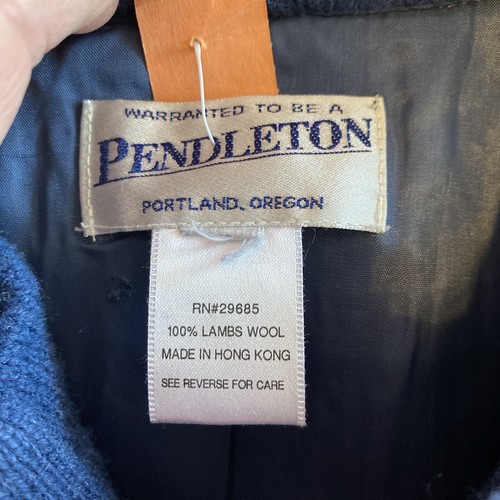 WARRANTED TO BE A
PENDLETON
PORTLAND, OREGON
RN#29685
100% LAMBS WOOL
MADE IN HONG KONG
SEE REVERSE FOR CARE